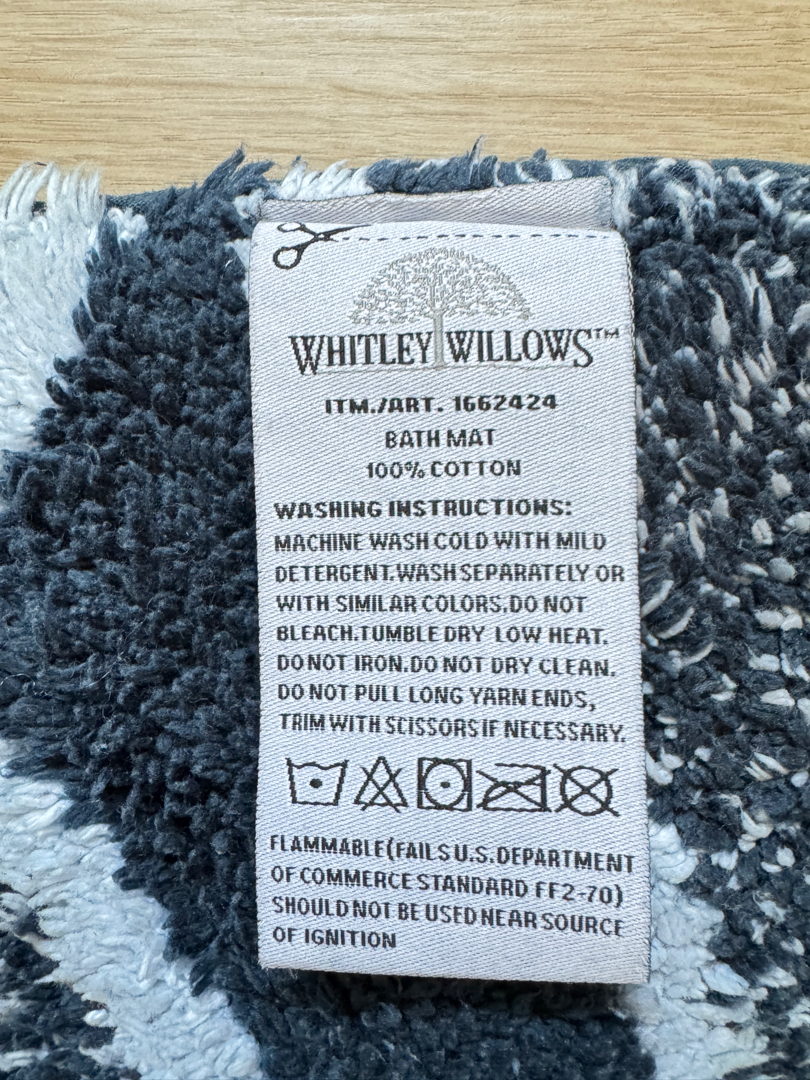 WHITLEY WILLOWS™
ITM./ART. 1662424
BATH MAT
100% COTTON
WASHING INSTRUCTIONS:
MACHINE WASH COLD WITH MILD
DETERGENT.WASH SEPARATELY OR
WITH SIMILAR COLORS.DO NOT
BLEACH.TUMBLE DRY LOW HEAT.
DO NOT IRON.DO NOT DRY CLEAN.
DO NOT PULL LONG YARN ENDS,
TRIM WITH SCISSORS IF NECESSARY.
FLAMMABLE(FAILS U.S. DEPARTMENT
OF COMMERCE STANDARD FF2-70)
SHOULD NOT BE USED NEAR SOURCE
OF IGNITION